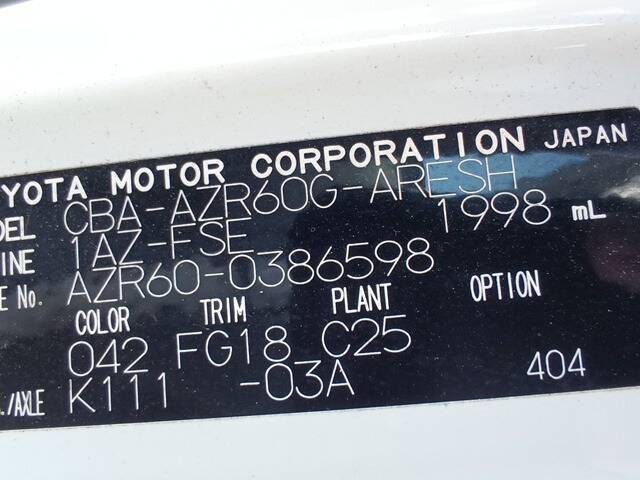 OYOTA MOTOR CORPORATION JAPAN
DEL CBA-AZR60G-ARESH
INE 1AZ-FSE 1998 mL
E No. AZR60-0386598
COLOR TRIM PLANT OPTION
042 FG18 C25
./AXLE K111 -03A 404